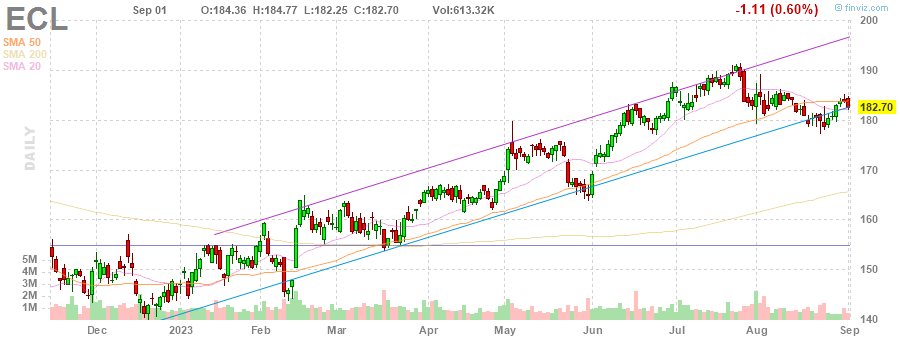 ECL Sep 01 O:184.36 H:184.77 L:182.25 C:182.70 Vol:613.32K -1.11 (0.60%) © finviz.com
SMA 50
SMA 200
SMA 20
DAILY
200
190
182.70
180
170
160
150
140
5M
4M
3M
2M
1M
Dec 2023 Feb Mar Apr May Jun Jul Aug Sep